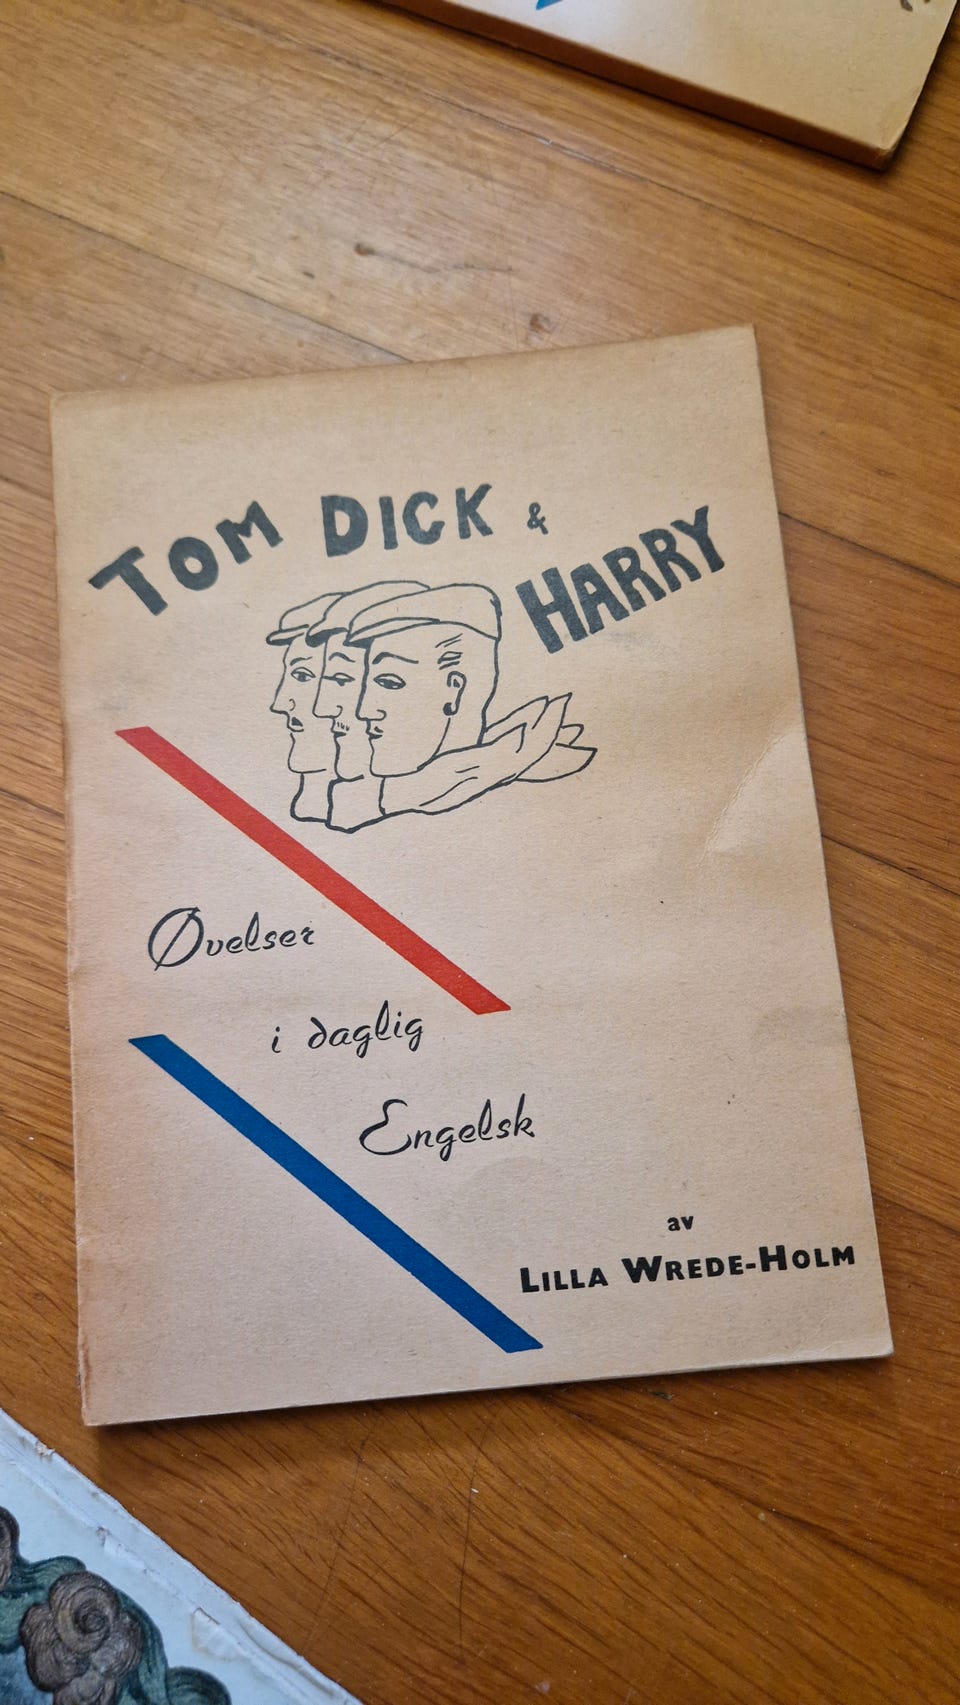 TOM DICK &
HARRY
Øvelser
i daglig
Engelsk
av
LILLA WREDE-HOLM